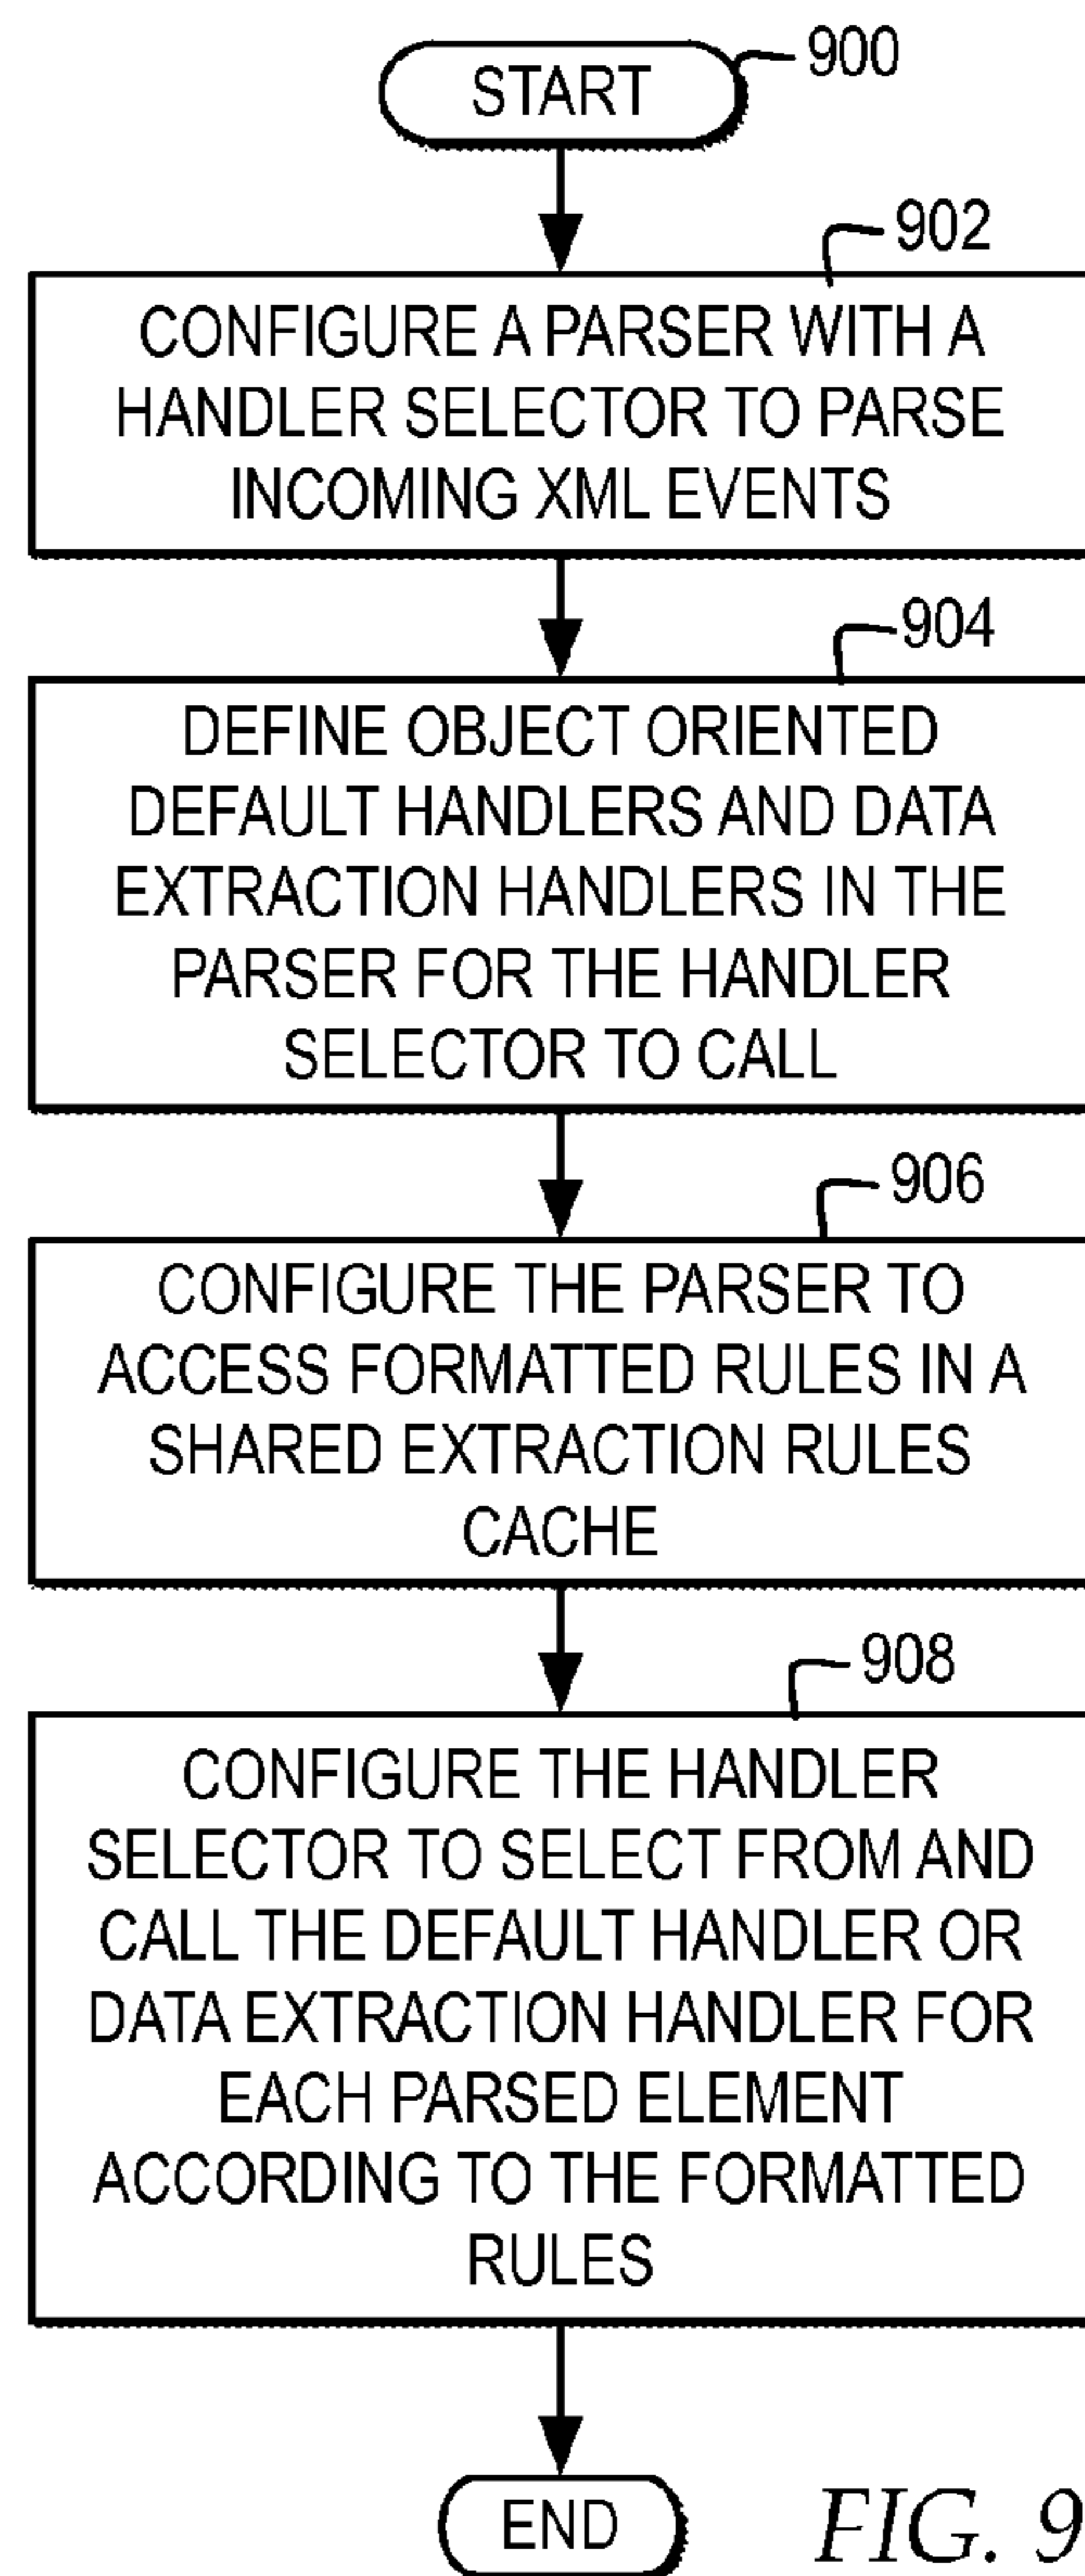 START
900
902
CONFIGURE A PARSER WITH A
HANDLER SELECTOR TO PARSE
INCOMING XML EVENTS
904
DEFINE OBJECT ORIENTED
DEFAULT HANDLERS AND DATA
EXTRACTION HANDLERS IN THE
PARSER FOR THE HANDLER
SELECTOR TO CALL
906
CONFIGURE THE PARSER TO
ACCESS FORMATTED RULES IN A
SHARED EXTRACTION RULES
CACHE
908
CONFIGURE THE HANDLER
SELECTOR TO SELECT FROM AND
CALL THE DEFAULT HANDLER OR
DATA EXTRACTION HANDLER FOR
EACH PARSED ELEMENT
ACCORDING TO THE FORMATTED
RULES
END
FIG. 9